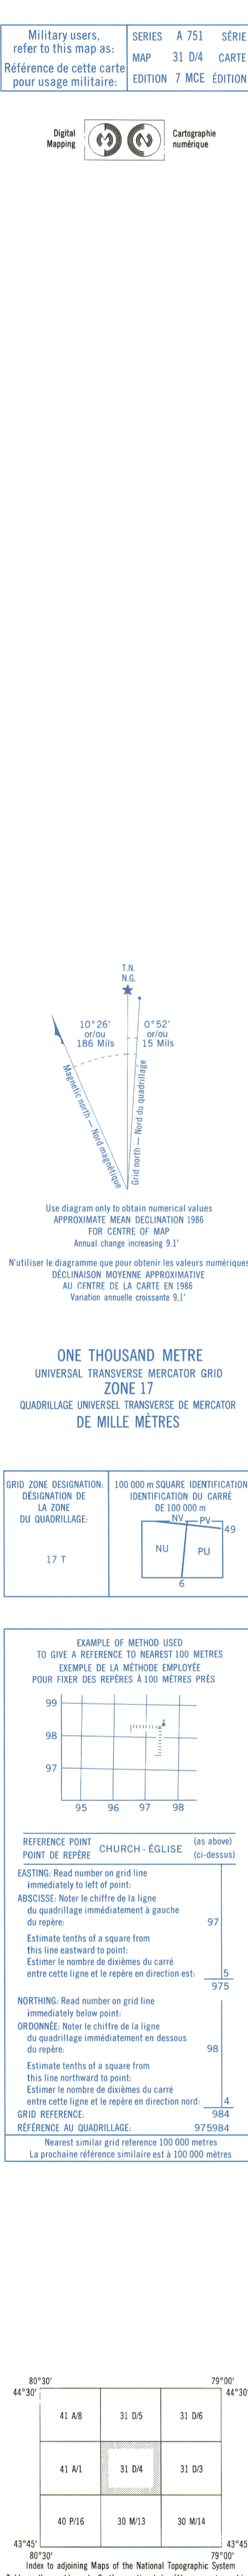 Military users,
refer to this map as:
Référence de cette carte
pour usage militaire:
SERIES A 751 SÉRIE
MAP 31 D/4 CARTE
EDITION 7 MCE ÉDITION
Digital
Mapping
Cartographie
numérique
T.N.
N.G.
10°26'
or/ou
186 Mils
0°52'
or/ou
15 Mils
Magnetic north — Nord magnétique
Grid north — Nord du quadrillage
Use diagram only to obtain numerical values
APPROXIMATE MEAN DECLINATION 1986
FOR CENTRE OF MAP
Annual change increasing 9.1'
N'utiliser le diagramme que pour obtenir les valeurs numériques
DÉCLINAISON MOYENNE APPROXIMATIVE
AU CENTRE DE LA CARTE EN 1986
Variation annuelle croissante 9,1'
ONE THOUSAND METRE
UNIVERSAL TRANSVERSE MERCATOR GRID
ZONE 17
QUADRILLAGE UNIVERSEL TRANSVERSE DE MERCATOR
DE MILLE MÈTRES
GRID ZONE DESIGNATION:
DÉSIGNATION DE
LA ZONE
DU QUADRILLAGE:
17 T
100 000 m SQUARE IDENTIFICATION
IDENTIFICATION DU CARRÉ
DE 100 000 m
NV PV
49
NU PU
6
EXAMPLE OF METHOD USED
TO GIVE A REFERENCE TO NEAREST 100 METRES
EXEMPLE DE LA MÉTHODE EMPLOYÉE
POUR FIXER DES REPÈRES À 100 MÈTRES PRÈS
99
98
97
95 96 97 98
REFERENCE POINT
POINT DE REPÈRE
CHURCH - ÉGLISE
(as above)
(ci-dessus)
EASTING: Read number on grid line
immediately to left of point:
ABSCISSE: Noter le chiffre de la ligne
du quadrillage immédiatement à gauche
du repère: 97
Estimate tenths of a square from
this line eastward to point:
Estimer le nombre de dixièmes du carré
entre cette ligne et le repère en direction est: 5
975
NORTHING: Read number on grid line
immediately below point:
ORDONNÉE: Noter le chiffre de la ligne
du quadrillage immédiatement en dessous
du repère: 98
Estimate tenths of a square from
this line northward to point:
Estimer le nombre de dixièmes du carré
entre cette ligne et le repère en direction nord: 4
GRID REFERENCE: 984
RÉFÉRENCE AU QUADRILLAGE: 975984
Nearest similar grid reference 100 000 metres
La prochaine référence similaire est à 100 000 mètres
80°30' 79°00'
44°30' 44°30'
41 A/8 31 D/5 31 D/6
41 A/1 31 D/4 31 D/3
40 P/16 30 M/13 30 M/14
43°45' 43°45'
80°30' 79°00'
Index to adjoining Maps of the National Topographic System